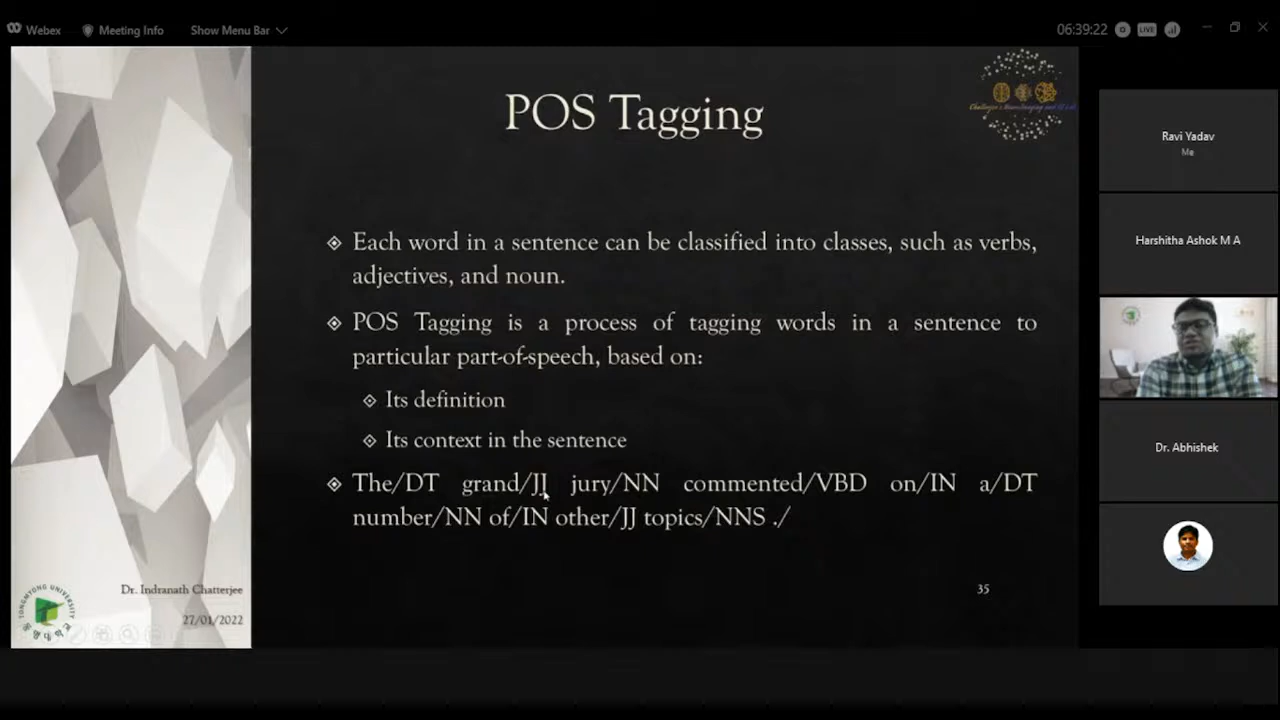 Webex
Meeting Info
Show Menu Bar
06:39:22
LIVE
POS Tagging
Each word in a sentence can be classified into classes, such as verbs,
adjectives, and noun.
POS Tagging is a process of tagging words in a sentence to
particular part-of-speech, based on:
Its definition
Its context in the sentence
The/DT grand/JJ jury/NN commented/VBD on/IN a/DT
number/NN of/IN other/JJ topics/NNS ./
Dr. Indranath Chatterjee
27/01/2022
35
TONGMYONG UNIVERSITY
Ravi Yadav
Me
Harshitha Ashok M A
Dr. Abhishek